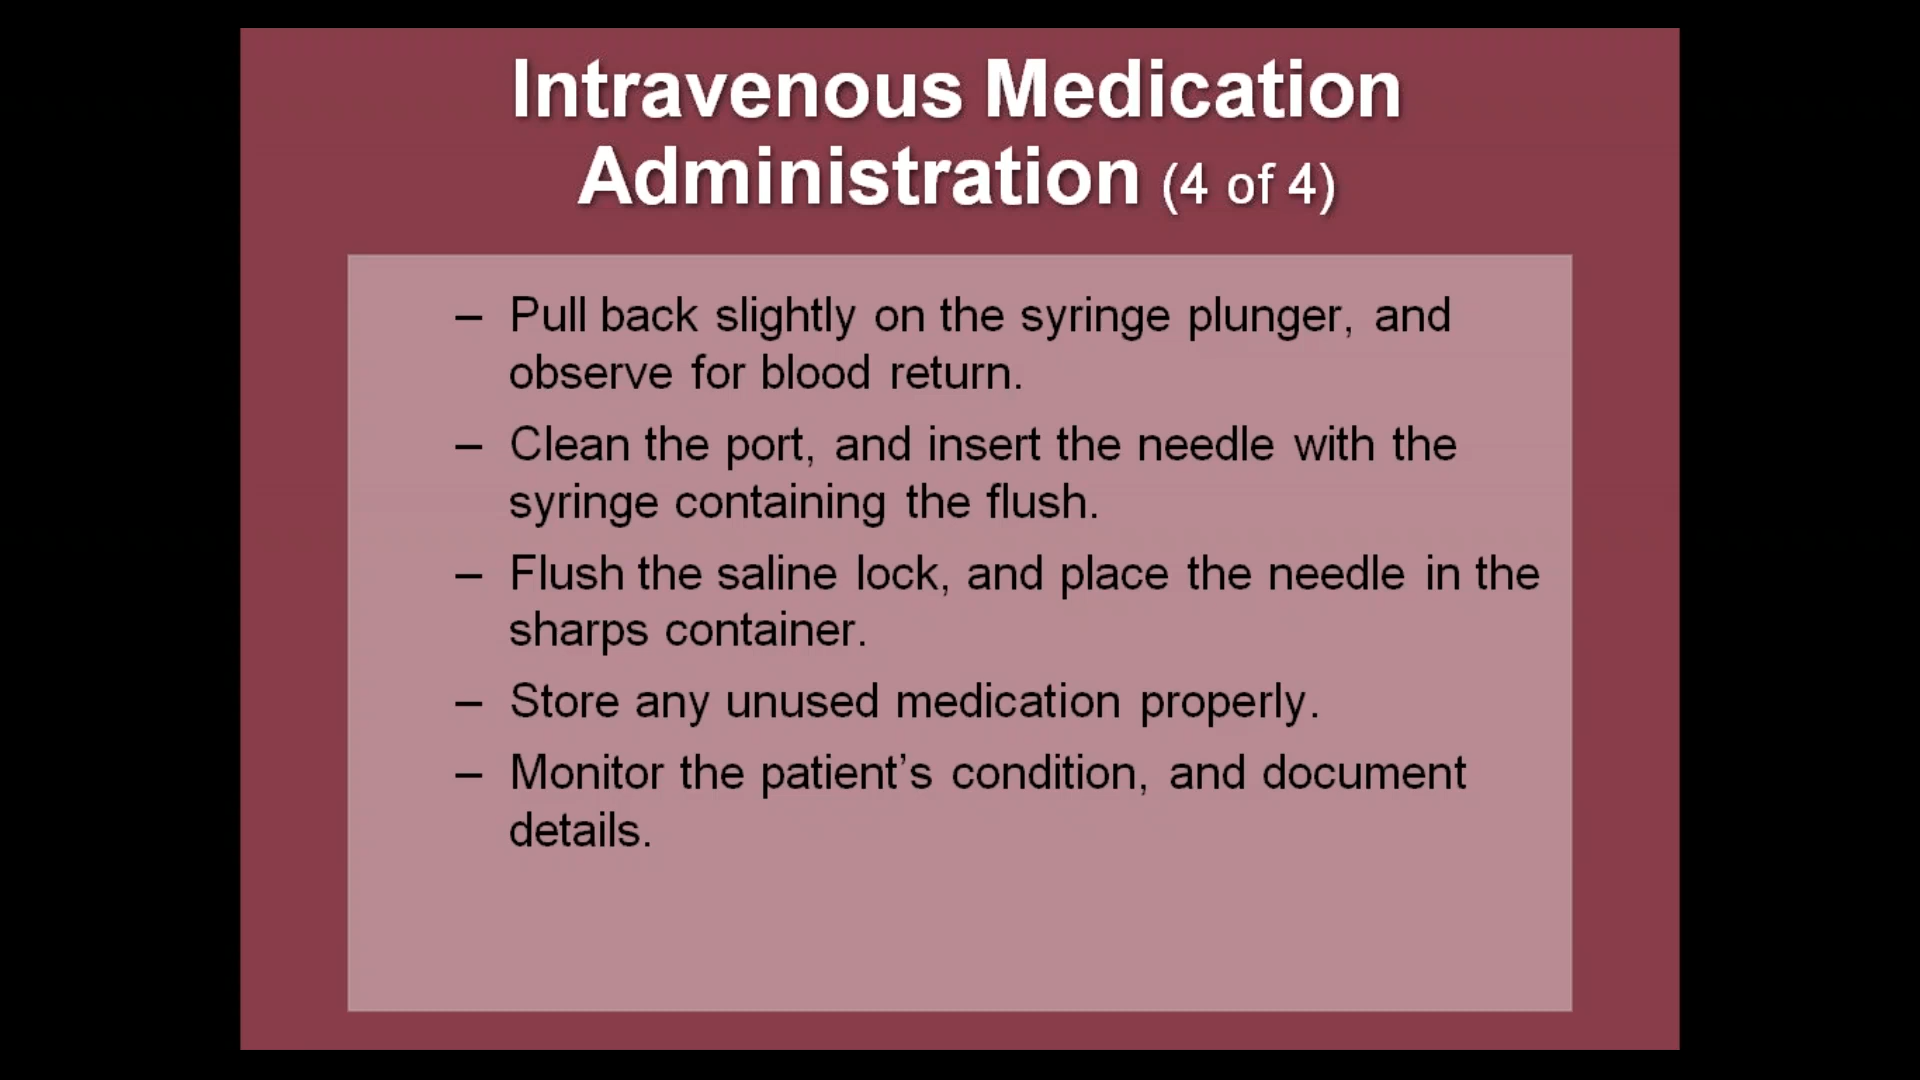 Intravenous Medication
Administration (4 of 4)
– Pull back slightly on the syringe plunger, and
observe for blood return.
– Clean the port, and insert the needle with the
syringe containing the flush.
– Flush the saline lock, and place the needle in the
sharps container.
– Store any unused medication properly.
– Monitor the patient’s condition, and document
details.